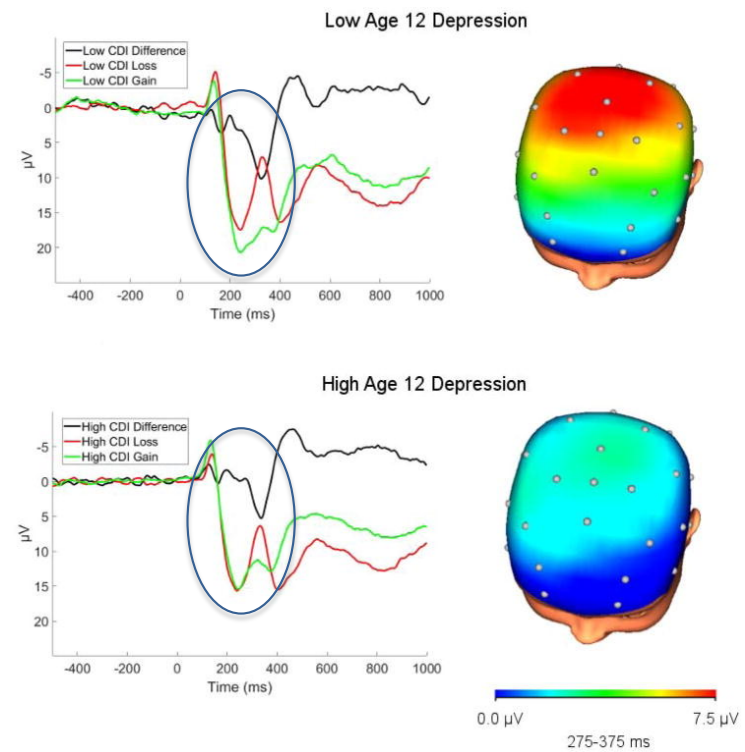 Low Age 12 Depression
Low CDI Difference
Low CDI Loss
Low CDI Gain
-5
0
5
10
15
20
µV
-400 -200 0 200 400 600 800 1000
Time (ms)
High Age 12 Depression
High CDI Difference
High CDI Loss
High CDI Gain
-5
0
5
10
15
20
µV
-400 -200 0 200 400 600 800 1000
Time (ms)
0.0 µV 7.5 µV
275-375 ms